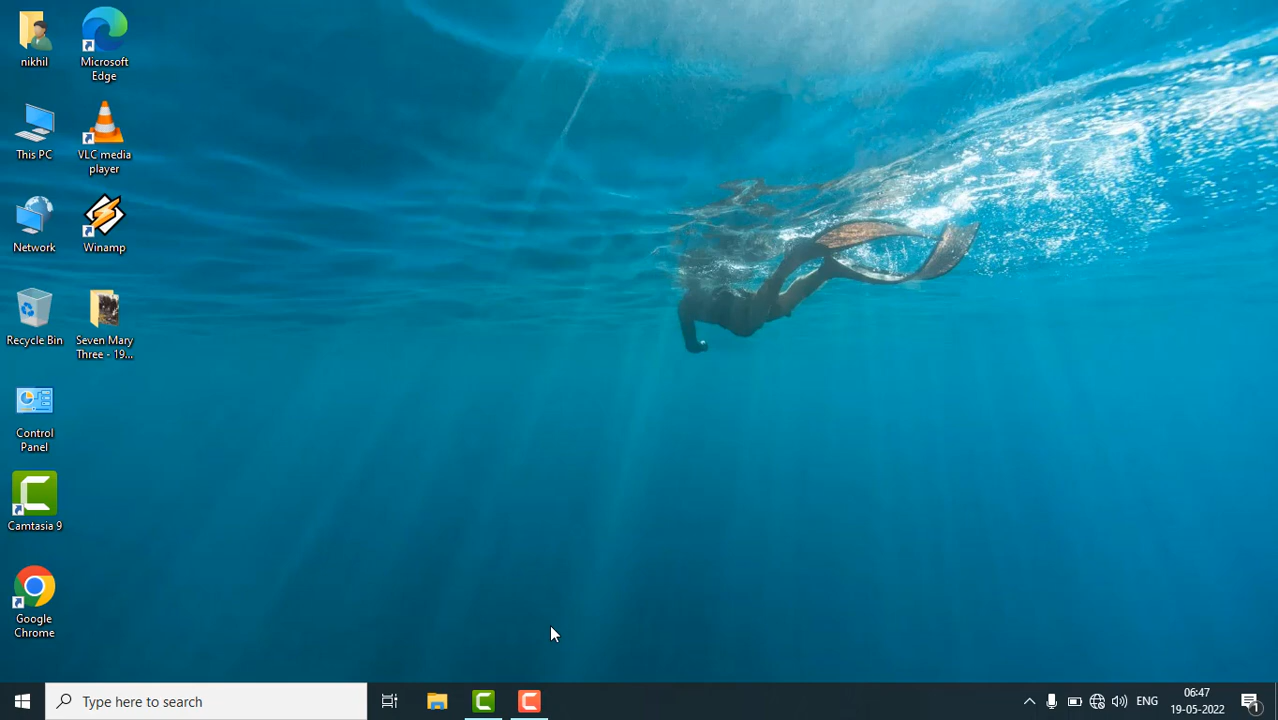 nikhil
Microsoft
Edge
This PC
VLC media
player
Network
Winamp
Recycle Bin
Seven Mary
Three - 19...
Control
Panel
Camtasia 9
Google
Chrome
Type here to search
ENG
06:47
19-05-2022
1